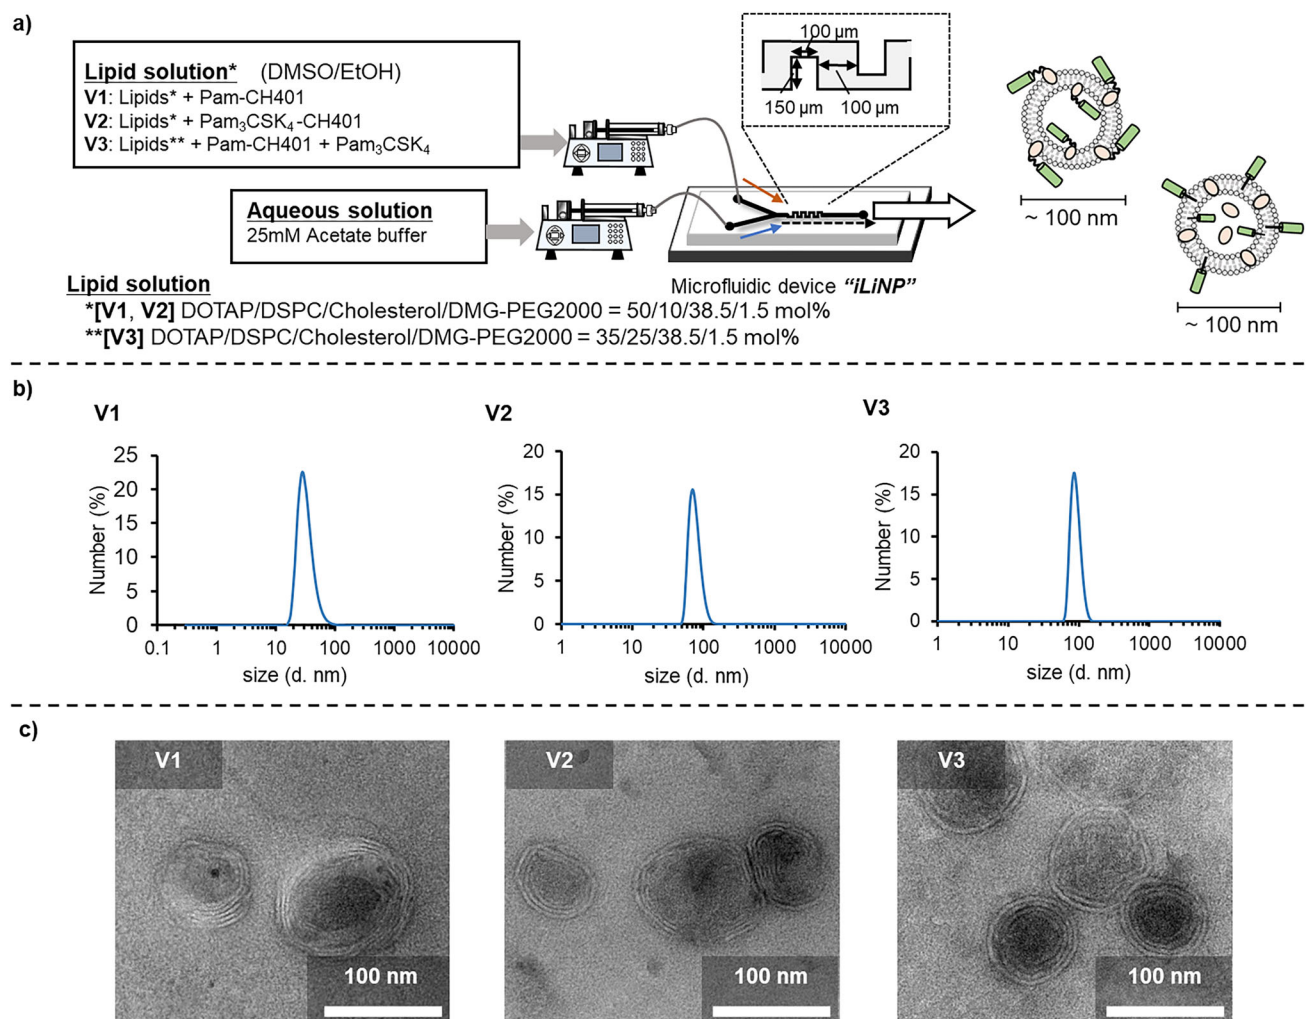 a)
Lipid solution* (DMSO/EtOH)
V1: Lipids* + Pam-CH401
V2: Lipids* + Pam₃CSK₄-CH401
V3: Lipids** + Pam-CH401 + Pam₃CSK₄
Aqueous solution
25mM Acetate buffer
100 µm
150 µm
100 µm
Microfluidic device "iLiNP"
~ 100 nm
~ 100 nm
Lipid solution
*[V1, V2] DOTAP/DSPC/Cholesterol/DMG-PEG2000 = 50/10/38.5/1.5 mol%
**[V3] DOTAP/DSPC/Cholesterol/DMG-PEG2000 = 35/25/38.5/1.5 mol%
b)
V1
Number (%)
25
20
15
10
5
0
0.1 1 10 100 1000 10000
size (d. nm)
V2
Number (%)
20
15
10
5
0
1 10 100 1000 10000
size (d. nm)
V3
Number (%)
20
15
10
5
0
1 10 100 1000 10000
size (d. nm)
c)
V1
100 nm
V2
100 nm
V3
100 nm